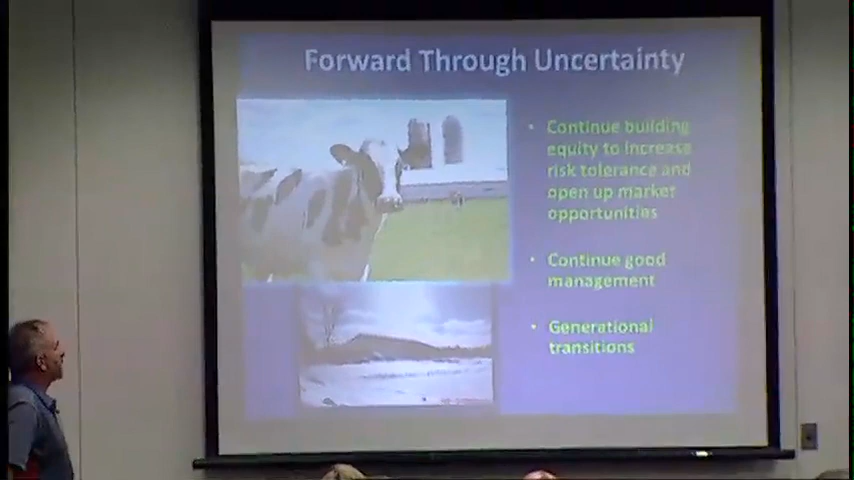 Forward Through Uncertainty
• Continue building
equity to increase
risk tolerance and
open up market
opportunities
• Continue good
management
• Generational
transitions